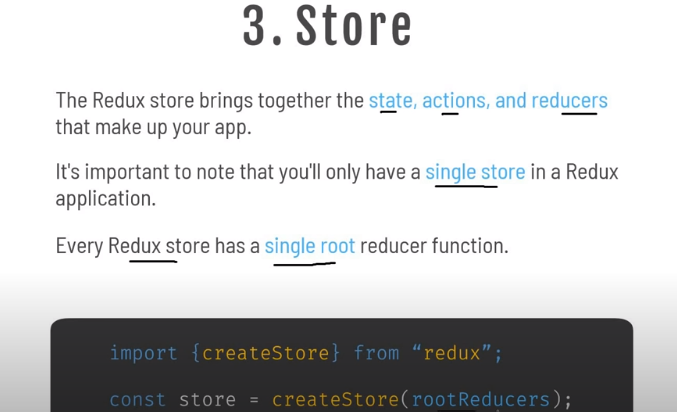 3. Store
The Redux store brings together the state, actions, and reducers
that make up your app.
It's important to note that you'll only have a single store in a Redux
application.
Every Redux store has a single root reducer function.
import {createStore} from “redux”;
const store = createStore(rootReducers);